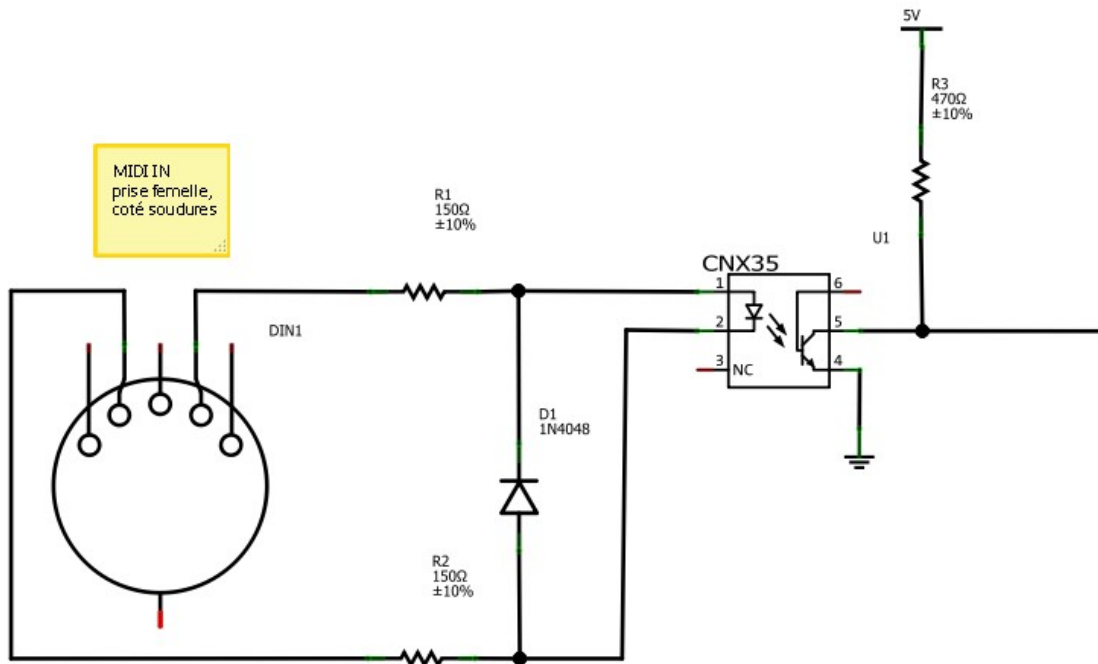 5V
R3
470Ω
±10%
MIDI IN
prise femelle,
coté soudures
R1
150Ω
±10%
U1
CNX35
1
6
DIN1
2
5
3
NC
4
D1
1N4048
R2
150Ω
±10%